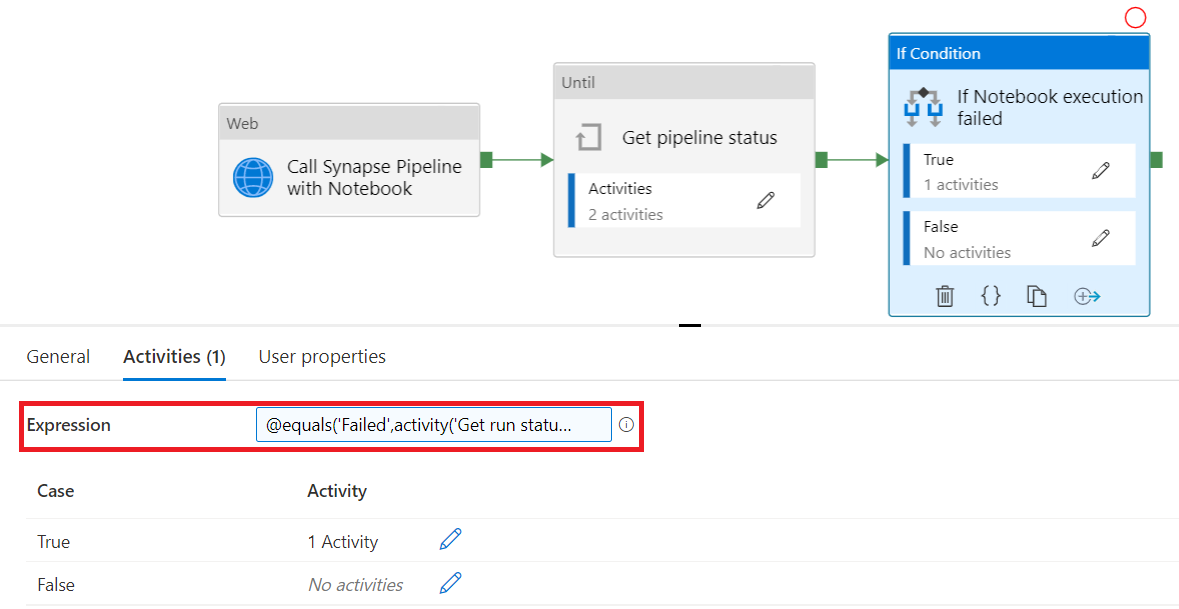 Web
Call Synapse Pipeline
with Notebook
Until
Get pipeline status
Activities
2 activities
If Condition
If Notebook execution
failed
True
1 activities
False
No activities
General Activities (1) User properties
Expression @equals('Failed',activity('Get run statu...
Case Activity
True 1 Activity
False No activities